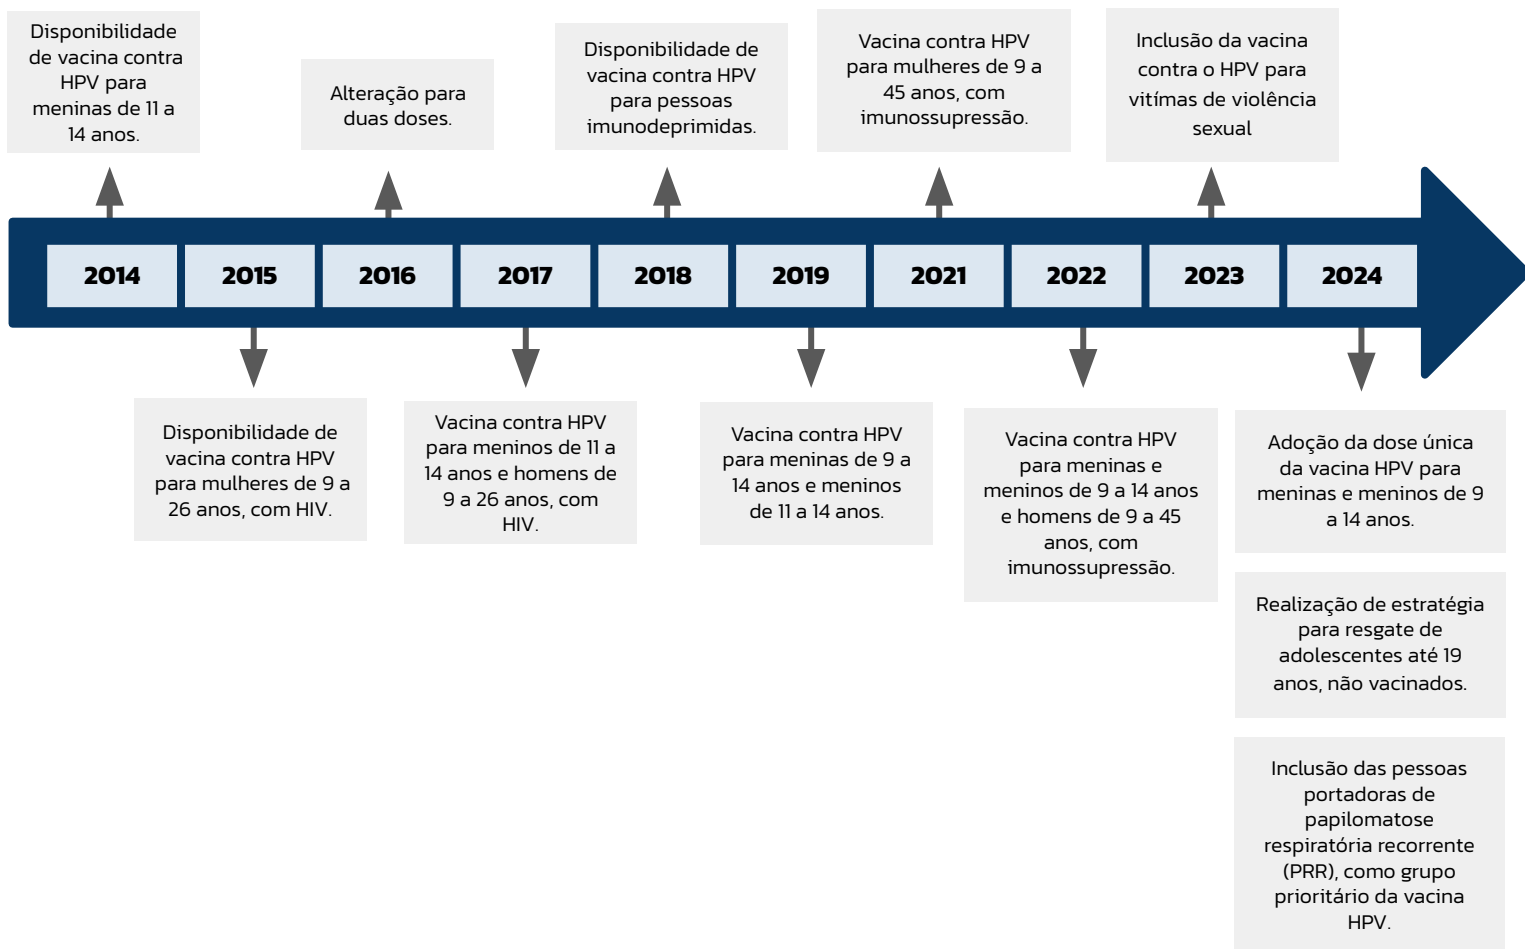 Disponibilidade
de vacina contra
HPV para
meninas de 11 a
14 anos.
Alteração para
duas doses.
Disponibilidade de
vacina contra HPV
para pessoas
imunodeprimidas.
Vacina contra HPV
para mulheres de 9 a
45 anos, com
imunossupressão.
Inclusão da vacina
contra o HPV para
vitímas de violência
sexual
2014
2015
2016
2017
2018
2019
2021
2022
2023
2024
Disponibilidade de
vacina contra HPV
para mulheres de 9 a
26 anos, com HIV.
Vacina contra HPV
para meninos de 11 a
14 anos e homens de
9 a 26 anos, com
HIV.
Vacina contra HPV
para meninas de 9 a
14 anos e meninos
de 11 a 14 anos.
Vacina contra HPV
para meninas e
meninos de 9 a 14 anos
e homens de 9 a 45
anos, com
imunossupressão.
Adoção da dose única
da vacina HPV para
meninas e meninos de 9
a 14 anos.
Realização de estratégia
para resgate de
adolescentes até 19
anos, não vacinados.
Inclusão das pessoas
portadoras de
papilomatose
respiratória recorrente
(PRR), como grupo
prioritário da vacina
HPV.